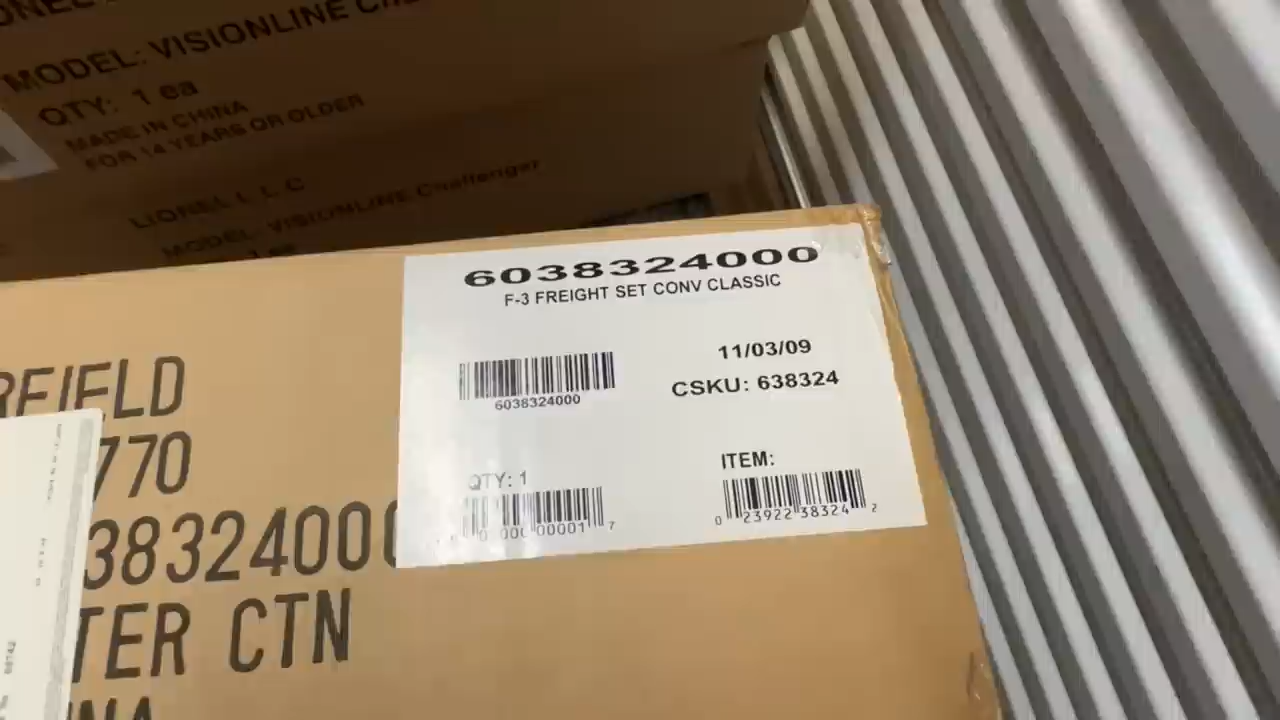 MODEL: VISIONLINE
QTY: 1 ea
MADE IN CHINA
FOR 14 YEARS OR OLDER
LIONEL L L C
MODEL: VISIONLINE Challenger
6038324000
F-3 FREIGHT SET CONV CLASSIC
11/03/09
CSKU: 638324
6038324000
QTY: 1
ITEM:
0 23922 38324 2
RFIELD
770
38324000
TER CTN